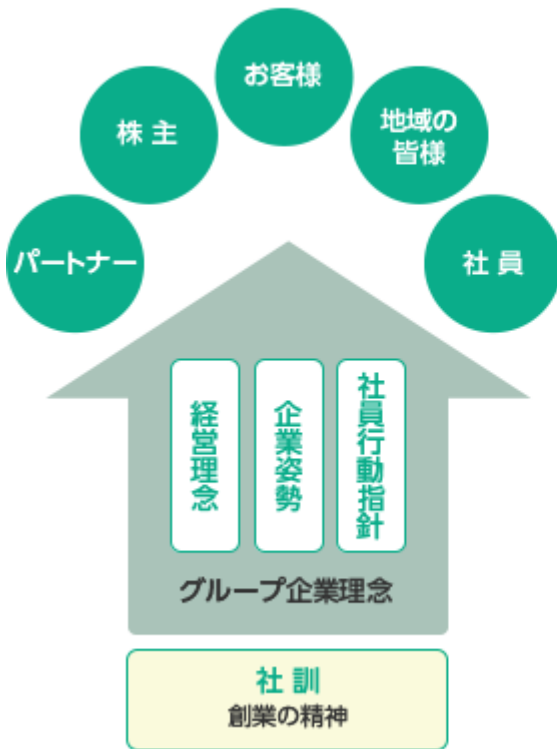 お客様
株主
地域の
皆様
パートナー
社員
経営理念
企業姿勢
社員行動指針
グループ企業理念
社訓
創業の精神